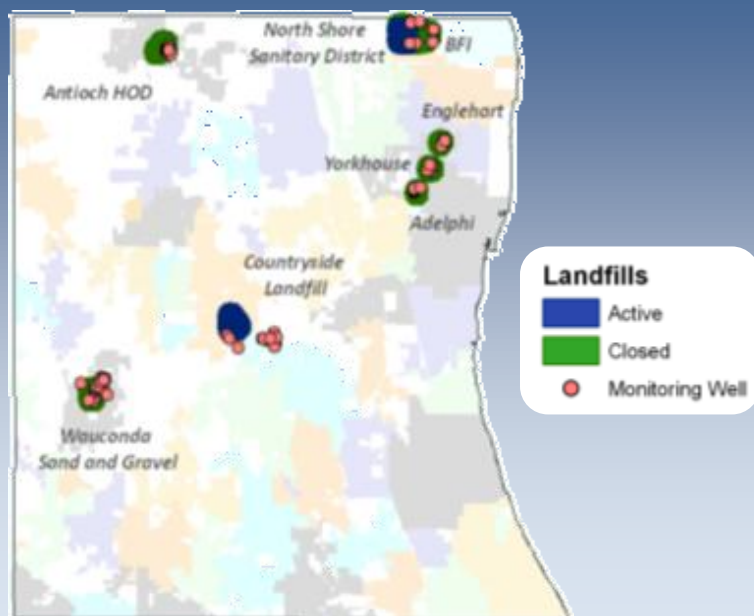 North Shore
Sanitary District
BFI
Antioch HOD
Englehart
Yorkhouse
Adelphi
Countryside
Landfill
Wauconda
Sand and Gravel
Landfills
Active
Closed
Monitoring Well